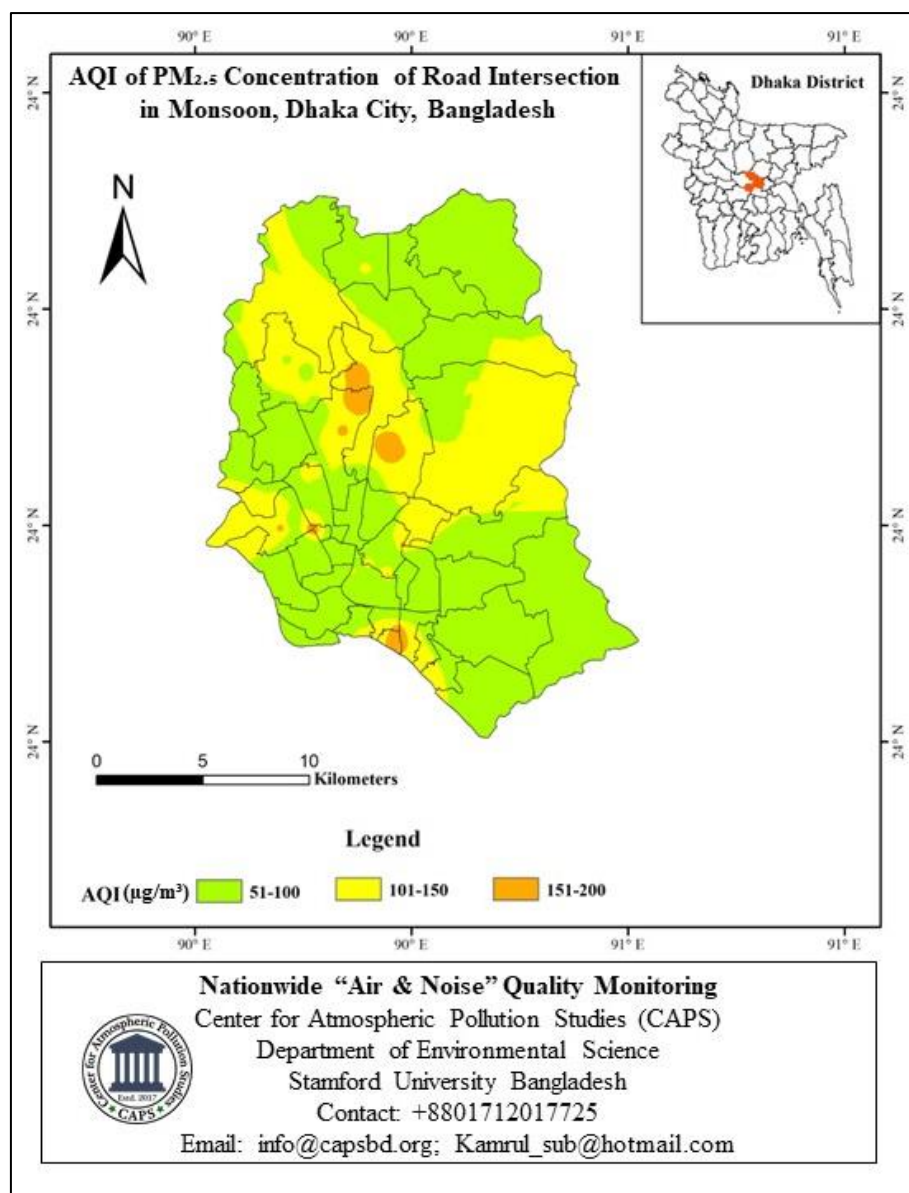 90° E 90° E 91° E 91° E
AQI of PM2.5 Concentration of Road Intersection
in Monsoon, Dhaka City, Bangladesh
Dhaka District
N
24° N
24° N
24° N
24° N
24° N
24° N
24° N
24° N
0 5 10
Kilometers
Legend
AQI (µg/m³) 51-100 101-150 151-200
90° E 90° E 91° E 91° E
Nationwide “Air & Noise” Quality Monitoring
Center for Atmospheric Pollution Studies (CAPS)
Department of Environmental Science
Stamford University Bangladesh
Contact: +8801712017725
Email: info@capsbd.org; Kamrul_sub@hotmail.com
Center for Atmospheric Pollution Studies
Estd. 2017
CAPS